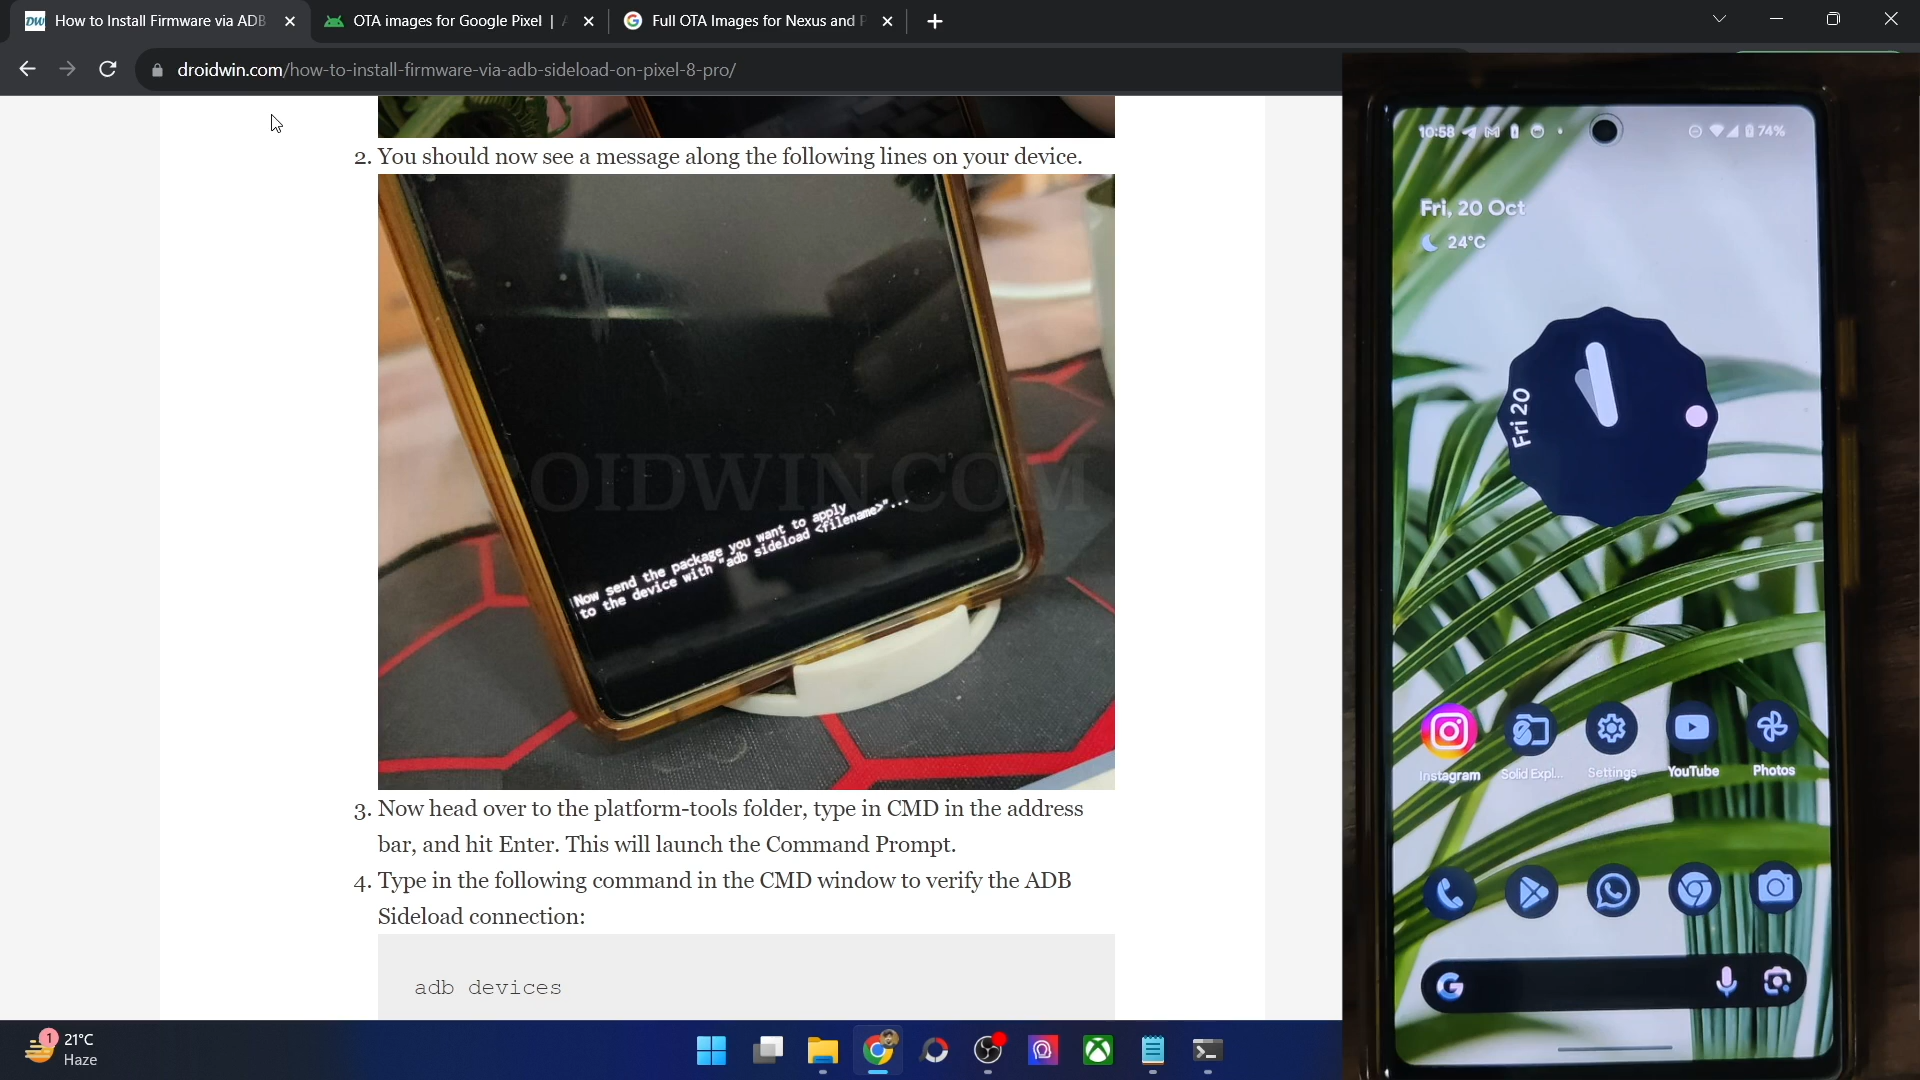 How to Install Firmware via ADB
OTA images for Google Pixel |
Full OTA Images for Nexus and P
droidwin.com/how-to-install-firmware-via-adb-sideload-on-pixel-8-pro/
2. You should now see a message along the following lines on your device.
OIDWIN.COM
Now send the package you want to apply
to the device with "adb sideload <filename>"...
3. Now head over to the platform-tools folder, type in CMD in the address
bar, and hit Enter. This will launch the Command Prompt.
4. Type in the following command in the CMD window to verify the ADB
Sideload connection:
adb devices
1
21°C
Haze
10:58
74%
Fri, 20 Oct
24°C
Fri 20
Instagram
Solid Expl...
Settings
YouTube
Photos